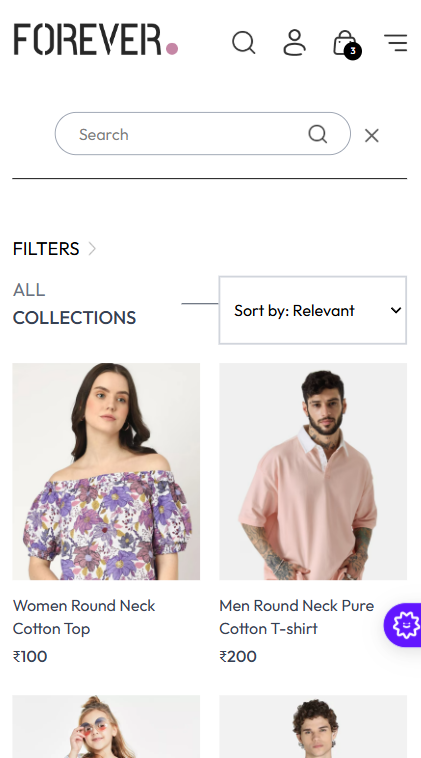 FOREVER.
3
Search
FILTERS
ALL
COLLECTIONS
Sort by: Relevant
Women Round Neck
Cotton Top
₹100
Men Round Neck Pure
Cotton T-shirt
₹200